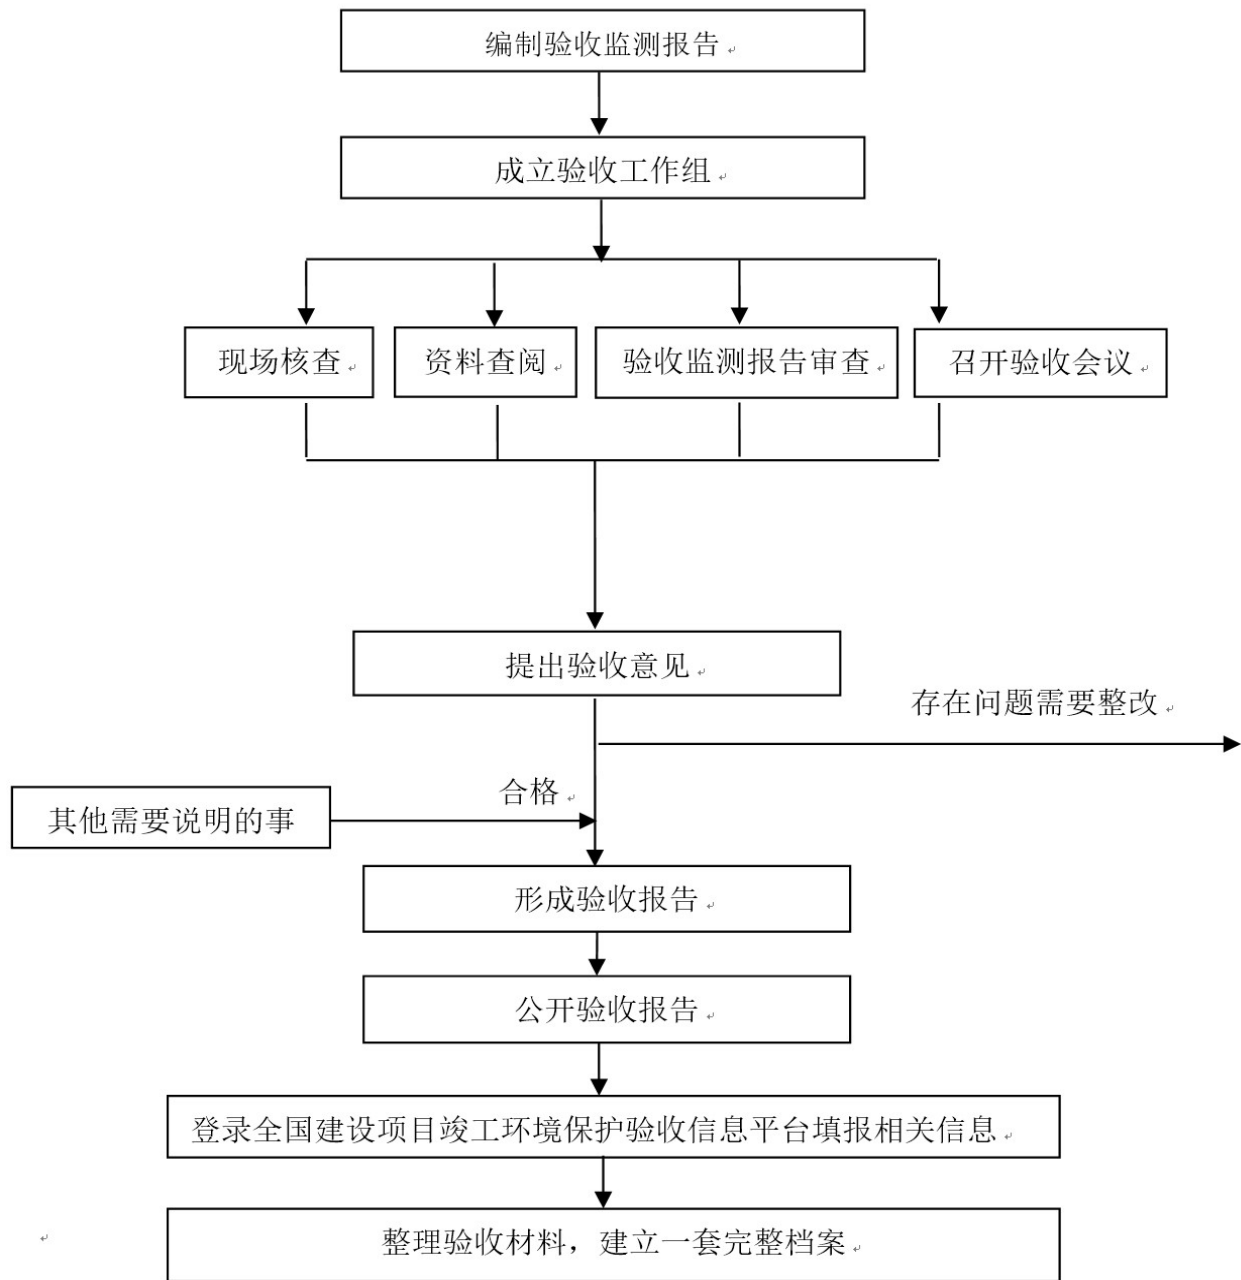 编制验收监测报告
成立验收工作组
现场核查
资料查阅
验收监测报告审查
召开验收会议
提出验收意见
存在问题需要整改
合格
其他需要说明的事
形成验收报告
公开验收报告
登录全国建设项目竣工环境保护验收信息平台填报相关信息
整理验收材料，建立一套完整档案